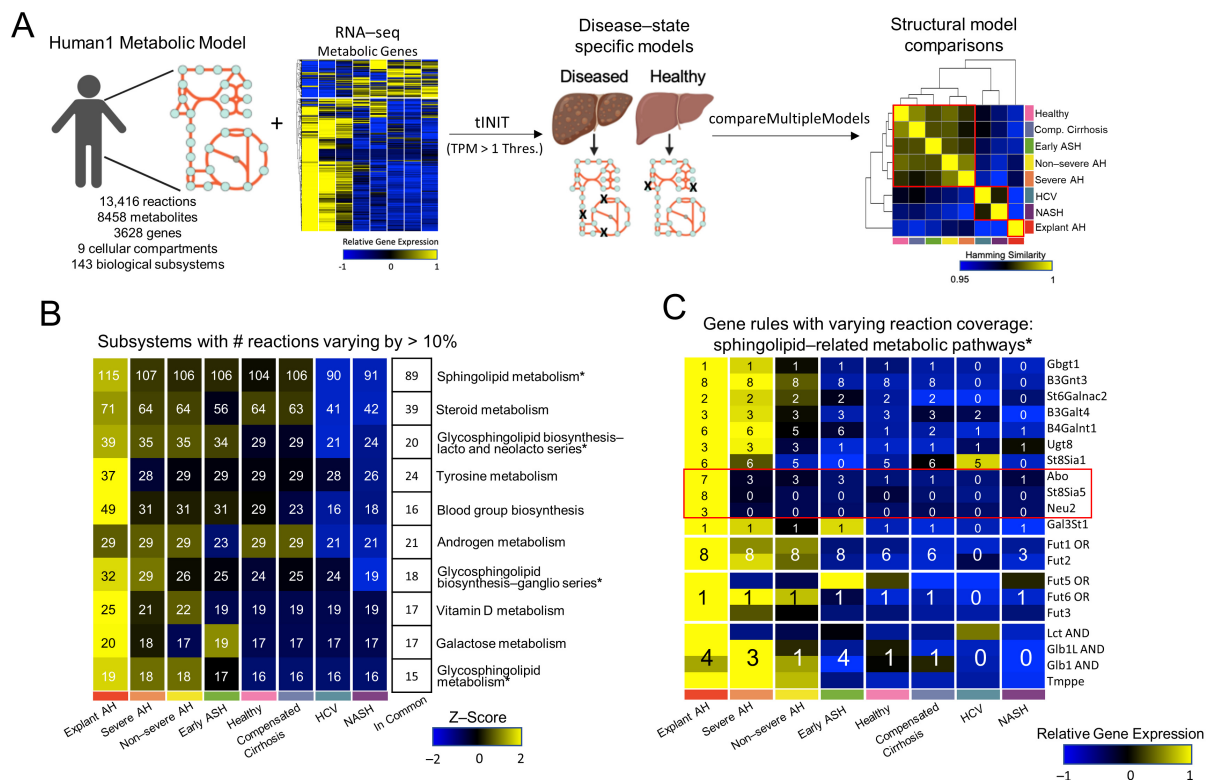 A
Human1 Metabolic Model
13,416 reactions
8458 metabolites
3628 genes
9 cellular compartments
143 biological subsystems
+
RNA–seq
Metabolic Genes
Relative Gene Expression
-1 0 1
tINIT
(TPM > 1 Thres.)
Disease–state
specific models
Diseased Healthy
X X X X X
compareMultipleModels
Structural model
comparisons
Healthy
Comp. Cirrhosis
Early ASH
Non–severe AH
Severe AH
HCV
NASH
Explant AH
Hamming Similarity
0.95 1
B
Subsystems with # reactions varying by > 10%
115 107 106 106 104 106 90 91 89 Sphingolipid metabolism*
71 64 64 56 64 63 41 42 39 Steroid metabolism
39 35 35 34 29 29 21 24 20 Glycosphingolipid biosynthesis–
lacto and neolacto series*
37 28 29 29 29 29 28 26 24 Tyrosine metabolism
49 31 31 31 29 23 16 18 16 Blood group biosynthesis
29 29 29 23 29 29 21 21 21 Androgen metabolism
32 29 26 25 24 25 24 19 18 Glycosphingolipid
biosynthesis–ganglio series*
25 21 22 19 19 19 19 19 17 Vitamin D metabolism
20 18 17 19 17 17 17 17 17 Galactose metabolism
19 18 18 17 16 16 16 16 15 Glycosphingolipid
metabolism*
Explant AH
Severe AH
Non–severe AH
Early ASH
Healthy
Compensated
Cirrhosis
HCV
NASH
In Common
Z–Score
–2 0 2
C
Gene rules with varying reaction coverage:
sphingolipid–related metabolic pathways*
1 1 1 1 1 1 0 0 Gbgt1
8 8 8 8 8 8 0 0 B3Gnt3
2 2 2 2 2 2 0 0 St6Galnac2
3 3 3 3 3 3 2 0 B3Galt4
6 6 5 6 1 2 1 1 B4Galnt1
3 3 3 1 1 1 1 1 Ugt8
6 6 5 0 5 6 5 0 St8Sia1
7 3 3 3 1 1 0 1 Abo
8 0 0 0 0 0 0 0 St8Sia5
3 0 0 0 0 0 0 0 Neu2
1 1 1 1 1 1 0 1 Gal3St1
8 8 8 8 6 6 0 3
Fut1 OR
Fut2
1 1 1 1 1 1 0 1
Fut5 OR
Fut6 OR
Fut3
4 3 1 4 1 1 0 0
Lct AND
Glb1L AND
Glb1 AND
Tmppe
Explant AH
Severe AH
Non–severe AH
Early ASH
Healthy
Compensated
Cirrhosis
HCV
NASH
Relative Gene Expression
–1 0 1